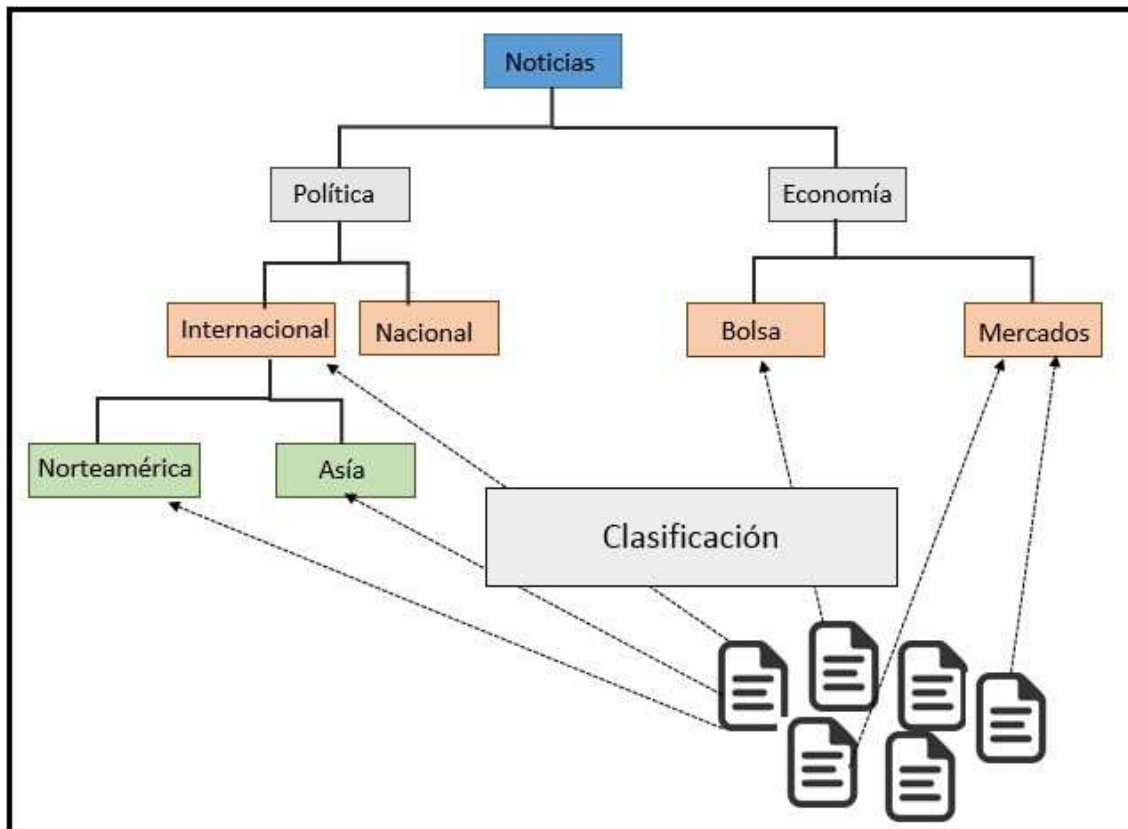 Noticias
Política
Economía
Internacional
Nacional
Bolsa
Mercados
Norteamérica
Asía
Clasificación